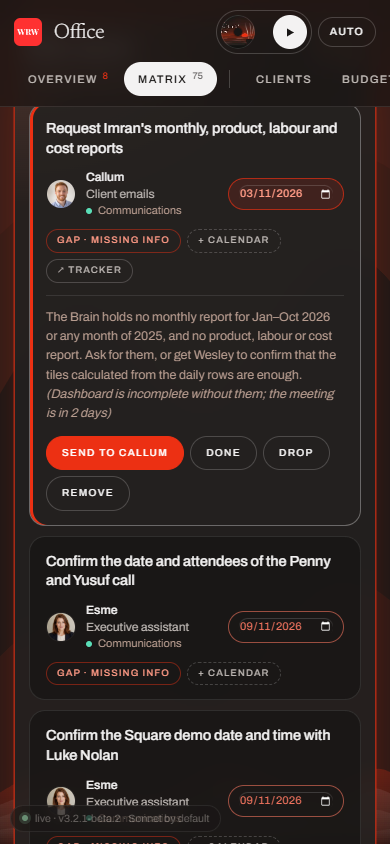 WRW Office AUTO
OVERVIEW 8 MATRIX 75 CLIENTS BUDGET
Request Imran's monthly, product, labour and
cost reports
Callum
Client emails
Communications
03/11/2026
GAP · MISSING INFO + CALENDAR
↗ TRACKER
The Brain holds no monthly report for Jan–Oct 2026
or any month of 2025, and no product, labour or cost
report. Ask for them, or get Wesley to confirm that the
tiles calculated from the daily rows are enough.
(Dashboard is incomplete without them; the meeting
is in 2 days)
SEND TO CALLUM DONE DROP
REMOVE
Confirm the date and attendees of the Penny
and Yusuf call
Esme
Executive assistant
Communications
09/11/2026
GAP · MISSING INFO + CALENDAR
Confirm the Square demo date and time with
Luke Nolan
Esme
Executive assistant
09/11/2026
live · v3.2.1-beta.2 · Sonnet by default